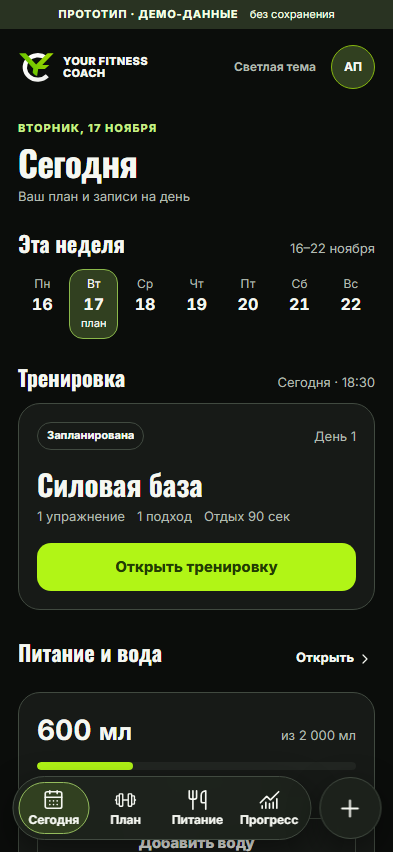 ПРОТОТИП · ДЕМО-ДАННЫЕ без сохранения
YOUR FITNESS
COACH
Светлая тема
АП
ВТОРНИК, 17 НОЯБРЯ
Сегодня
Ваш план и записи на день
Эта неделя
16–22 ноября
Пн Вт Ср Чт Пт Сб Вс
16 17 18 19 20 21 22
план
Тренировка
Сегодня · 18:30
Запланирована
День 1
Силовая база
1 упражнение 1 подход Отдых 90 сек
Открыть тренировку
Питание и вода
Открыть
600 мл
из 2 000 мл
Сегодня План Питание Прогресс
Добавить воду